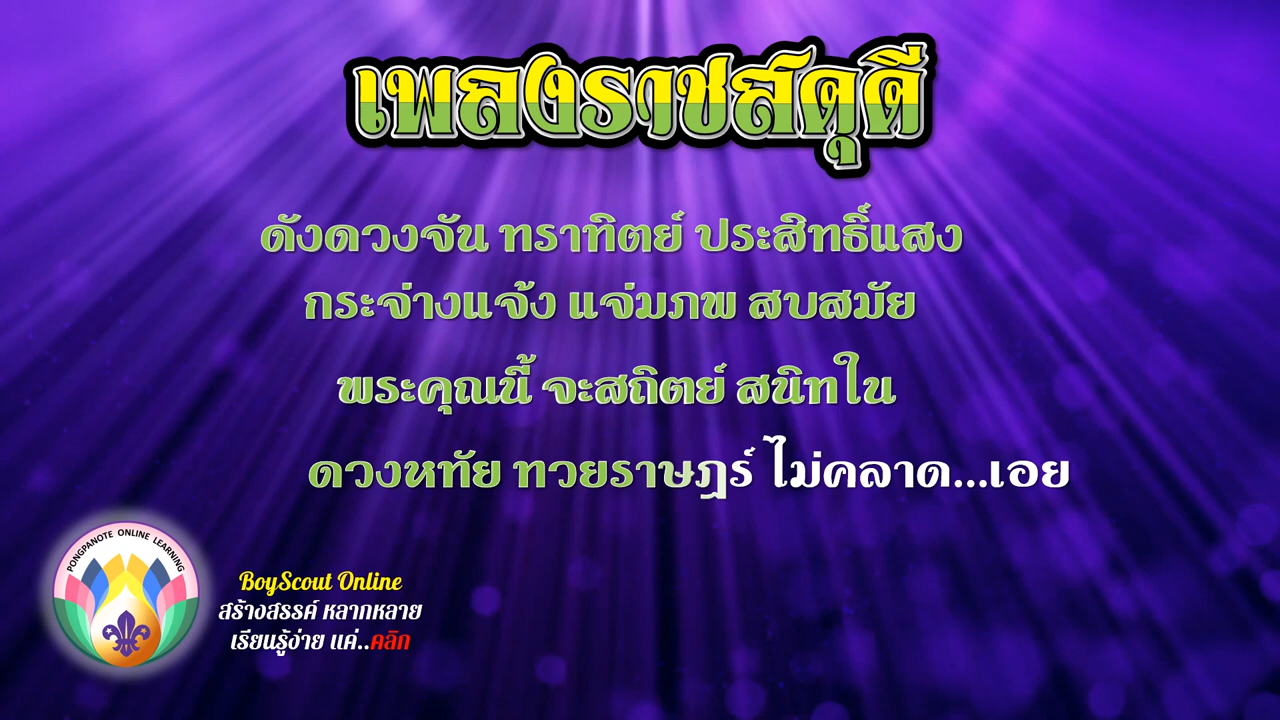 เพลงราชสดุดี
ดังดวงจัน ทราทิตย์ ประสิทธิ์แสง
กระจ่างแจ้ง แจ่มภพ สบสมัย
พระคุณนี้ จะสถิตย์ สนิทใน
ดวงหทัย ทวยราษฎร์ ไม่คลาด...เอย
PONGPANOTE ONLINE LEARNING
BoyScout Online
สร้างสรรค์ หลากหลาย
เรียนรู้ง่าย แค่..คลิก